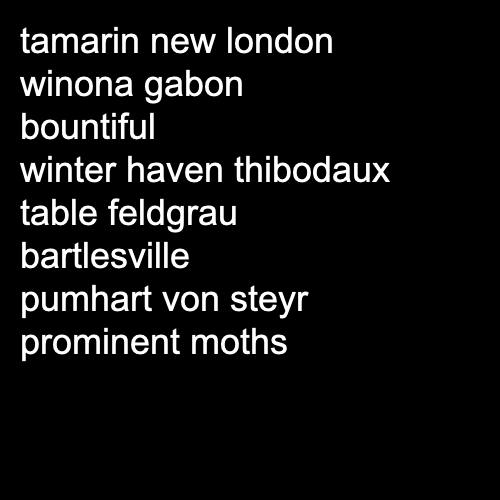 tamarin new london
winona gabon
bountiful
winter haven thibodaux
table feldgrau
bartlesville
pumhart von steyr
prominent moths